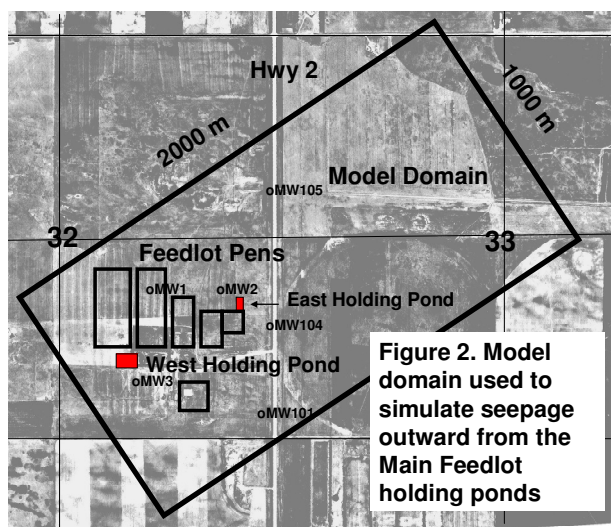 Hwy 2
1000 m
2000 m
Model Domain
oMW105
32
33
Feedlot Pens
oMW1
oMW2
East Holding Pond
oMW104
West Holding Pond
oMW3
oMW101
Figure 2. Model
domain used to
simulate seepage
outward from the
Main Feedlot
holding ponds